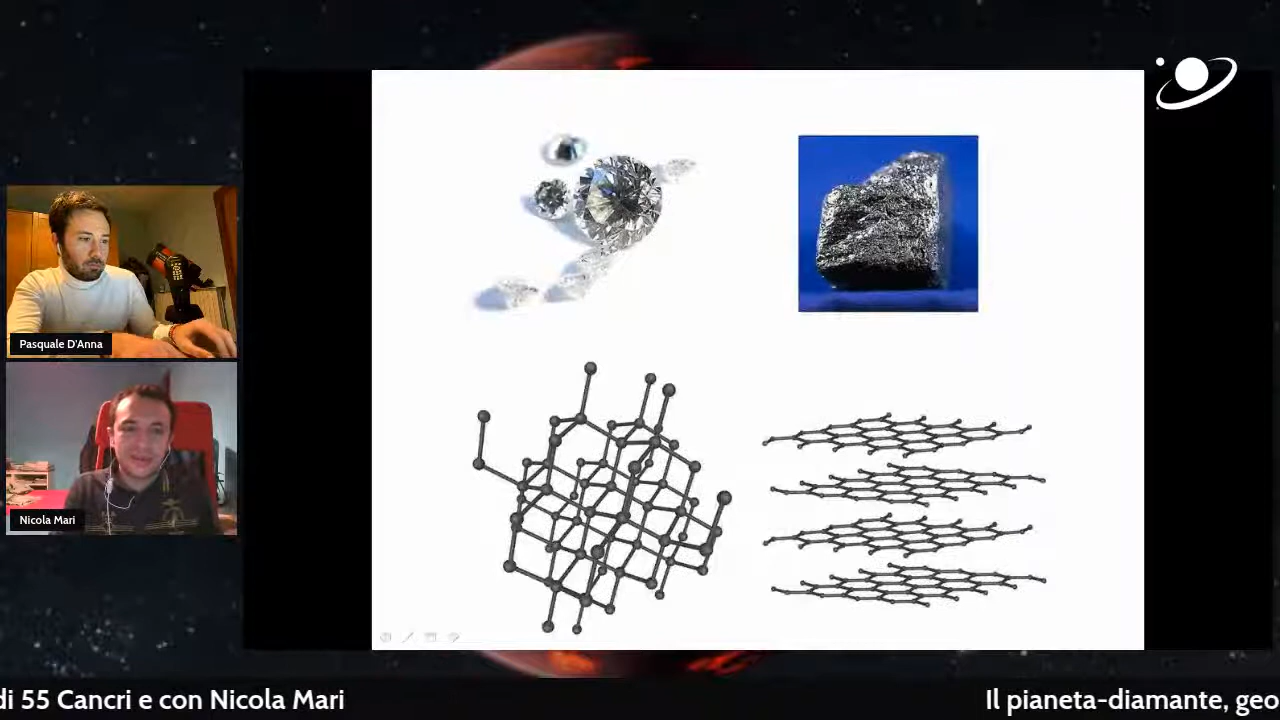 Pasquale D'Anna
Nicola Mari
di 55 Cancri e con Nicola Mari
Il pianeta-diamante, geo